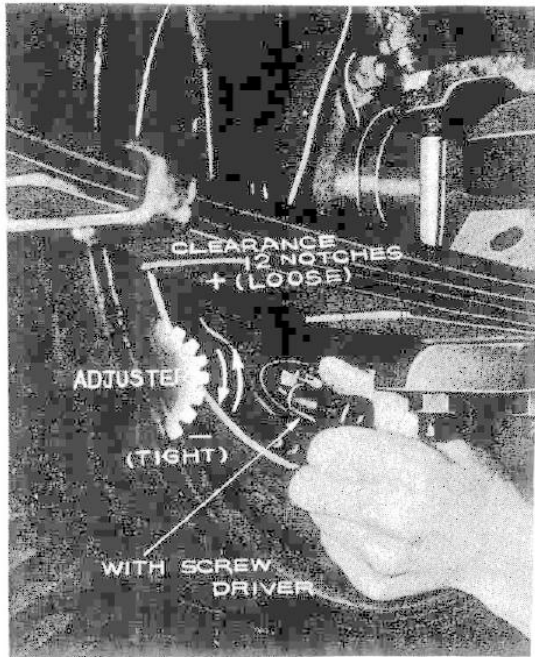 CLEARANCE
12 NOTCHES
+ (LOOSE)
ADJUSTER
−
(TIGHT)
WITH SCREW
DRIVER